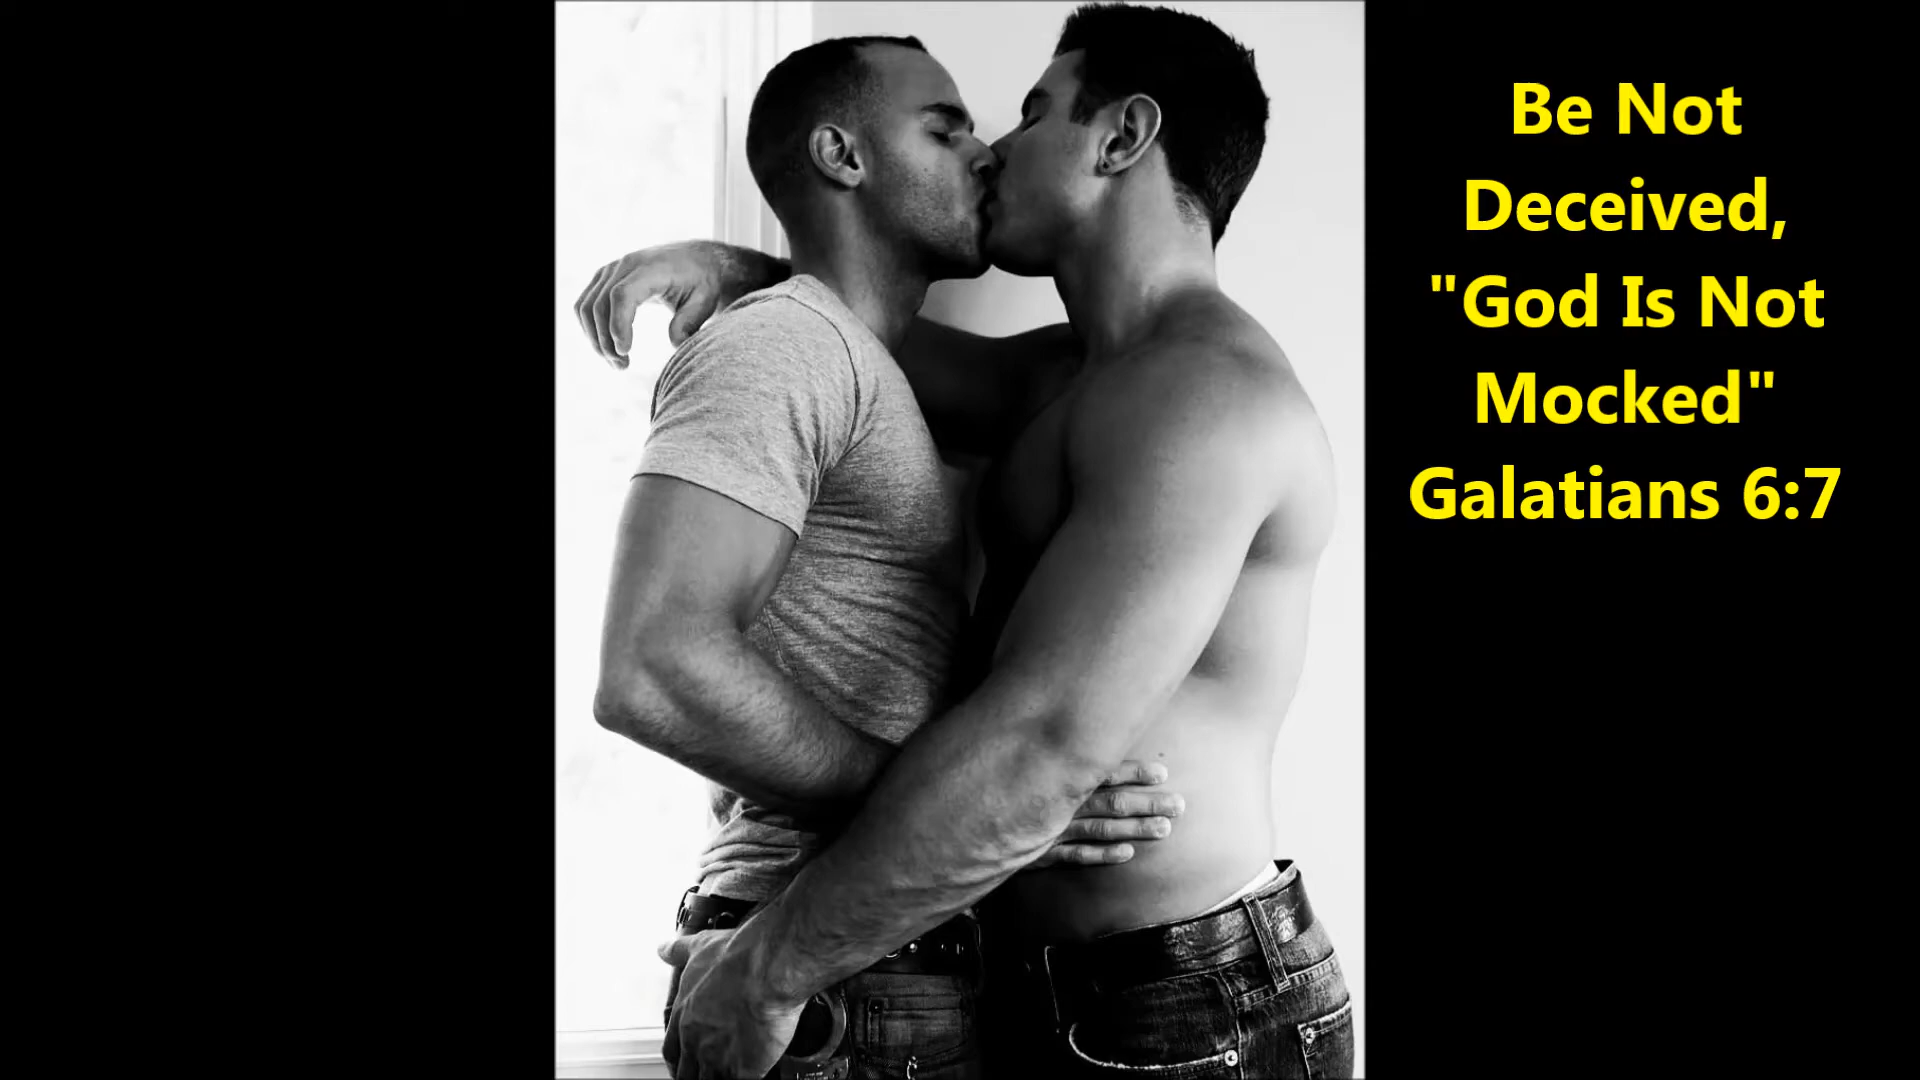 Be Not
Deceived,
"God Is Not
Mocked"
Galatians 6:7